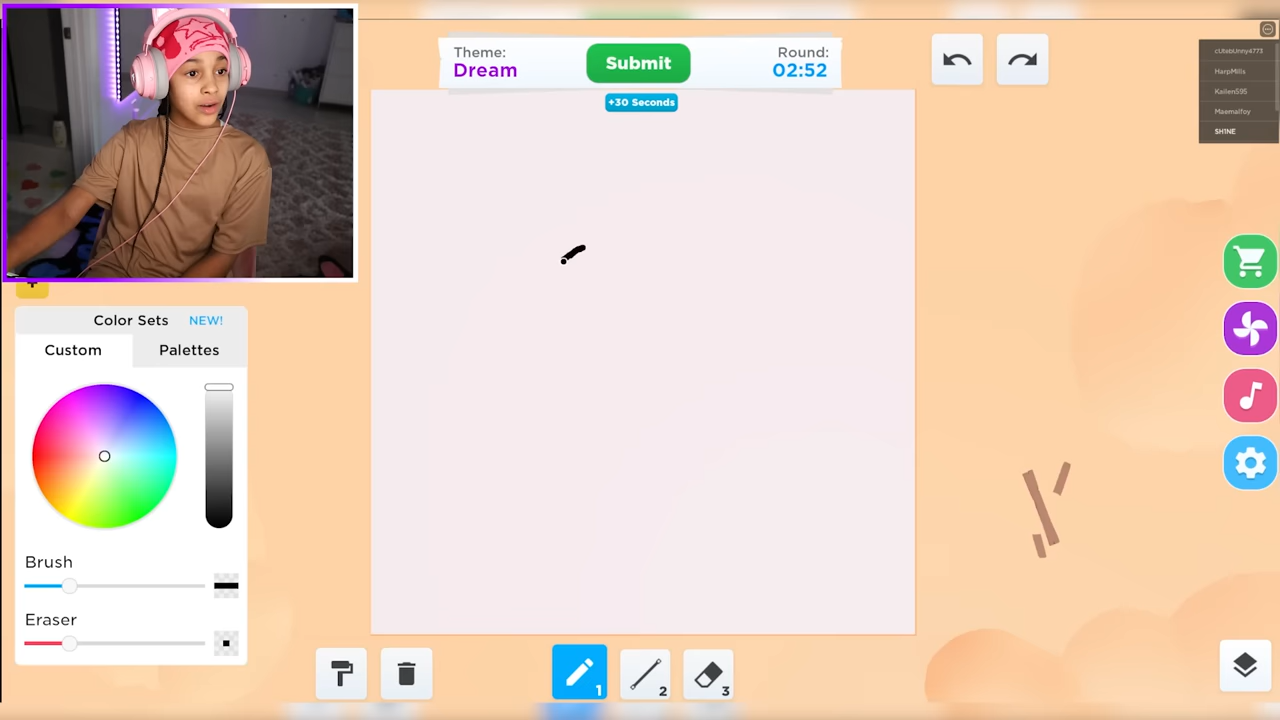 Theme:
Dream
Submit
Round:
02:52
+30 Seconds
cUtebUnny4773
HarpMills
Kailen595
Maemalfoy
SH1NE
+
Color Sets NEW!
Custom
Palettes
Brush
Eraser
1
2
3